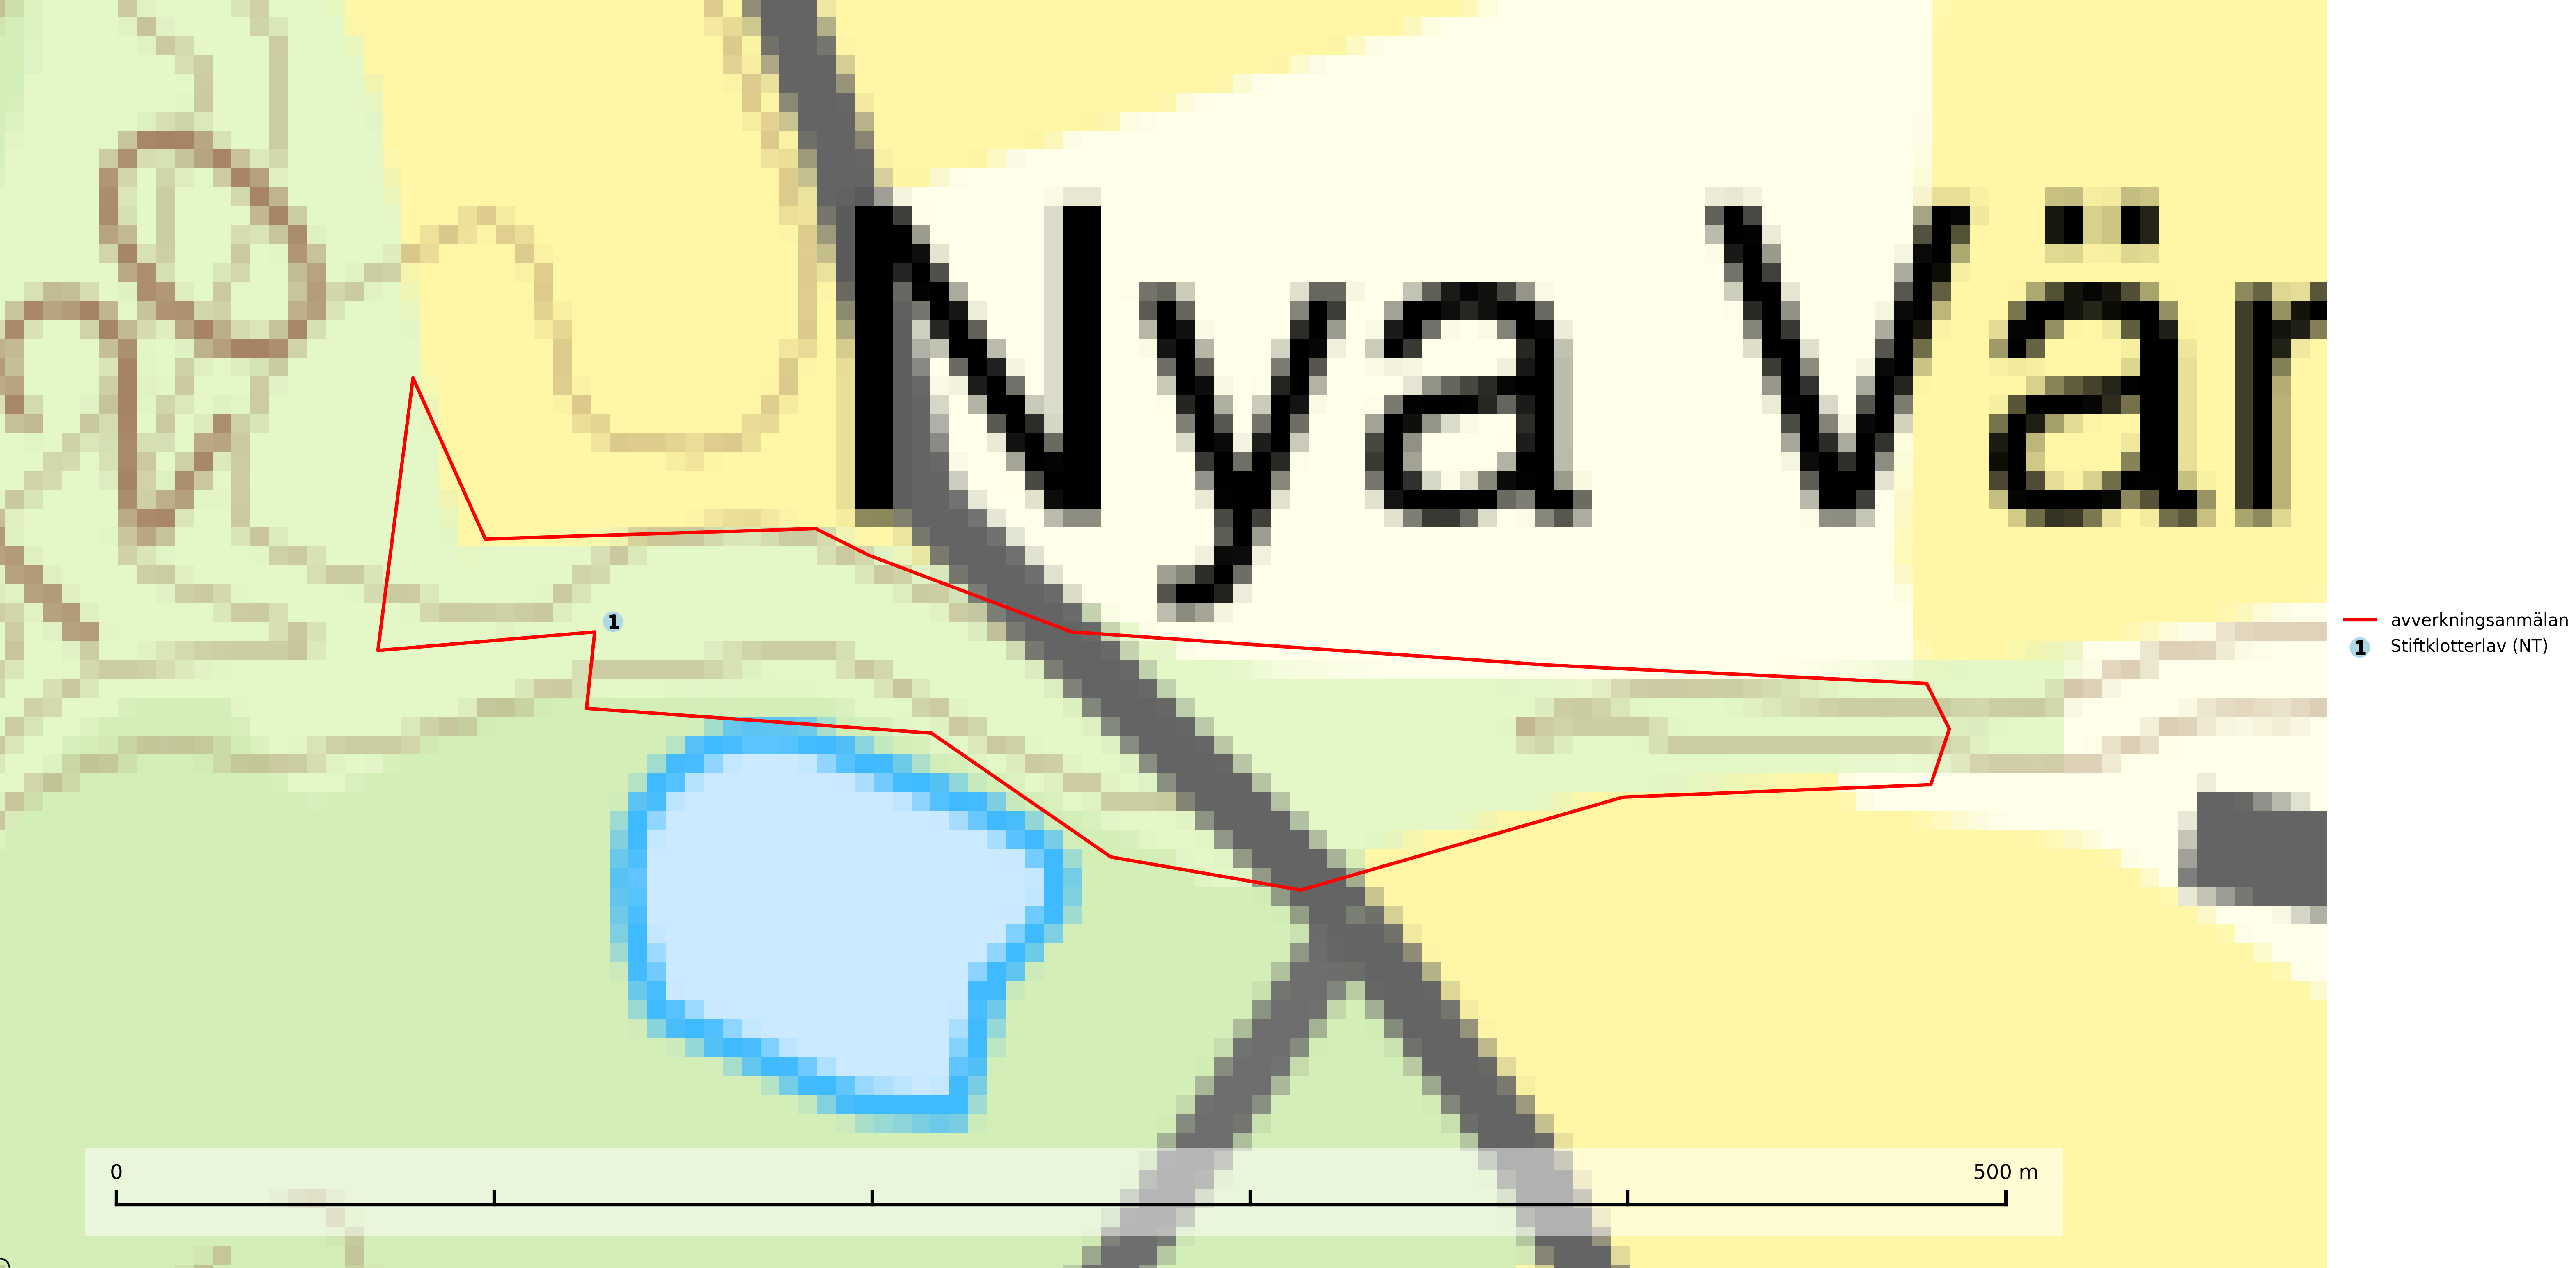 Nya Vär
1
avverkningsanmälan
1 Stiftklotterlav (NT)
0 500 m